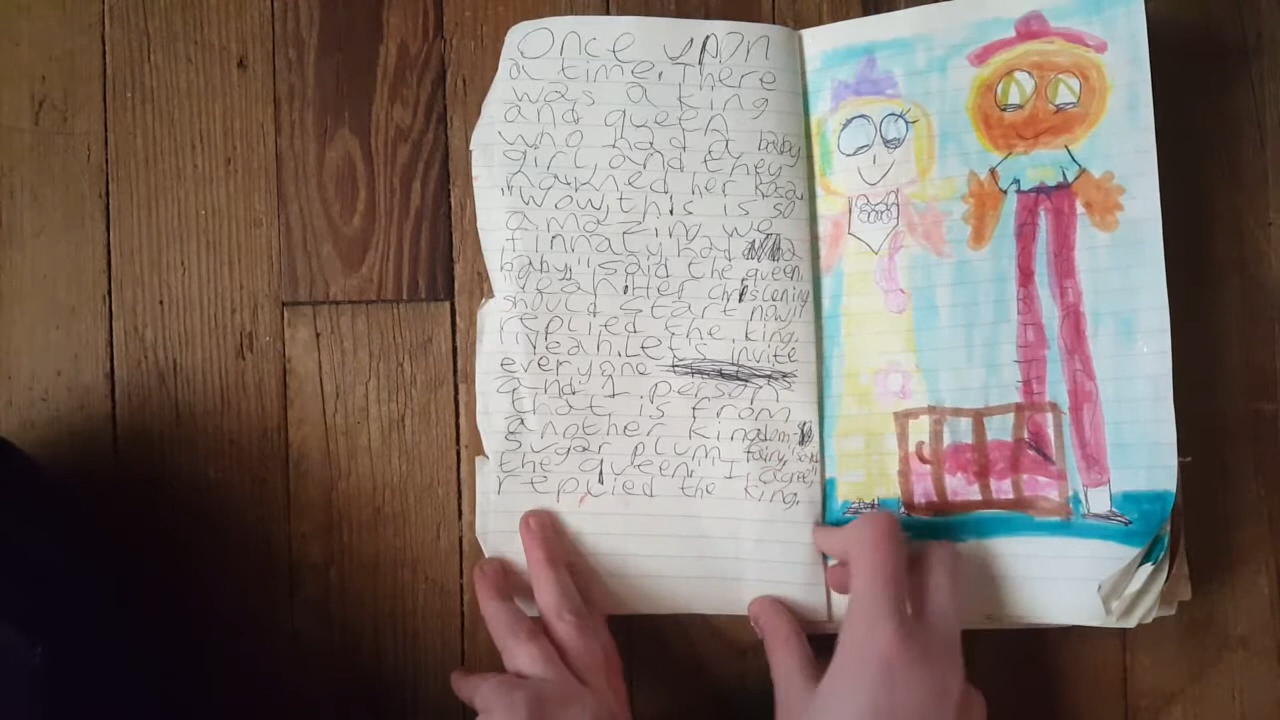 Once upon
a time. There
was a king
and queen
who had a baby
girl and they
nawmed her Rosa
"Wow, this is so
amazing we
finnaly had a
baby," said the queen.
"Yeah, Her chriscening
should start now!"
replied the king.
"Yeah. Let's invite
everyone
and 1 person
that is from
another kingdom-
sugar plum fairy," said
the queen. "I agree,"
replied the king.